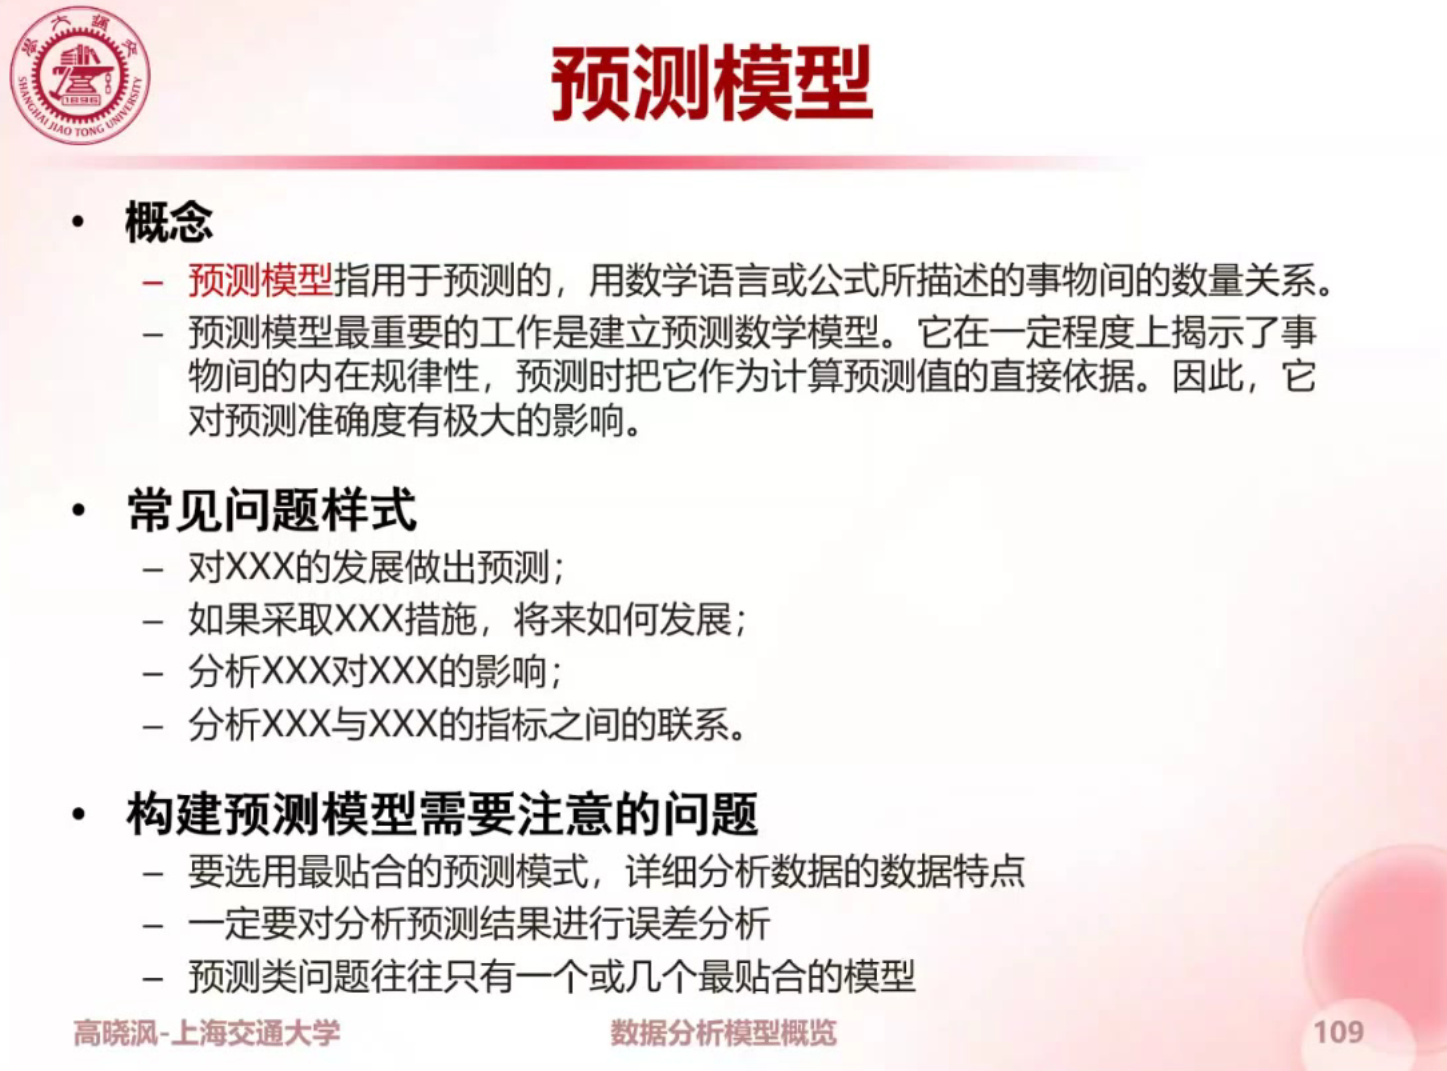 交通大學
SHANGHAI JIAO TONG UNIVERSITY
1896
预测模型
• 概念
– 预测模型指用于预测的，用数学语言或公式所描述的事物间的数量关系。
– 预测模型最重要的工作是建立预测数学模型。它在一定程度上揭示了事
物间的内在规律性，预测时把它作为计算预测值的直接依据。因此，它
对预测准确度有极大的影响。
• 常见问题样式
– 对XXX的发展做出预测；
– 如果采取XXX措施，将来如何发展；
– 分析XXX对XXX的影响；
– 分析XXX与XXX的指标之间的联系。
• 构建预测模型需要注意的问题
– 要选用最贴合的预测模式，详细分析数据的数据特点
– 一定要对分析预测结果进行误差分析
– 预测类问题往往只有一个或几个最贴合的模型
高晓沨-上海交通大学
数据分析模型概览
109